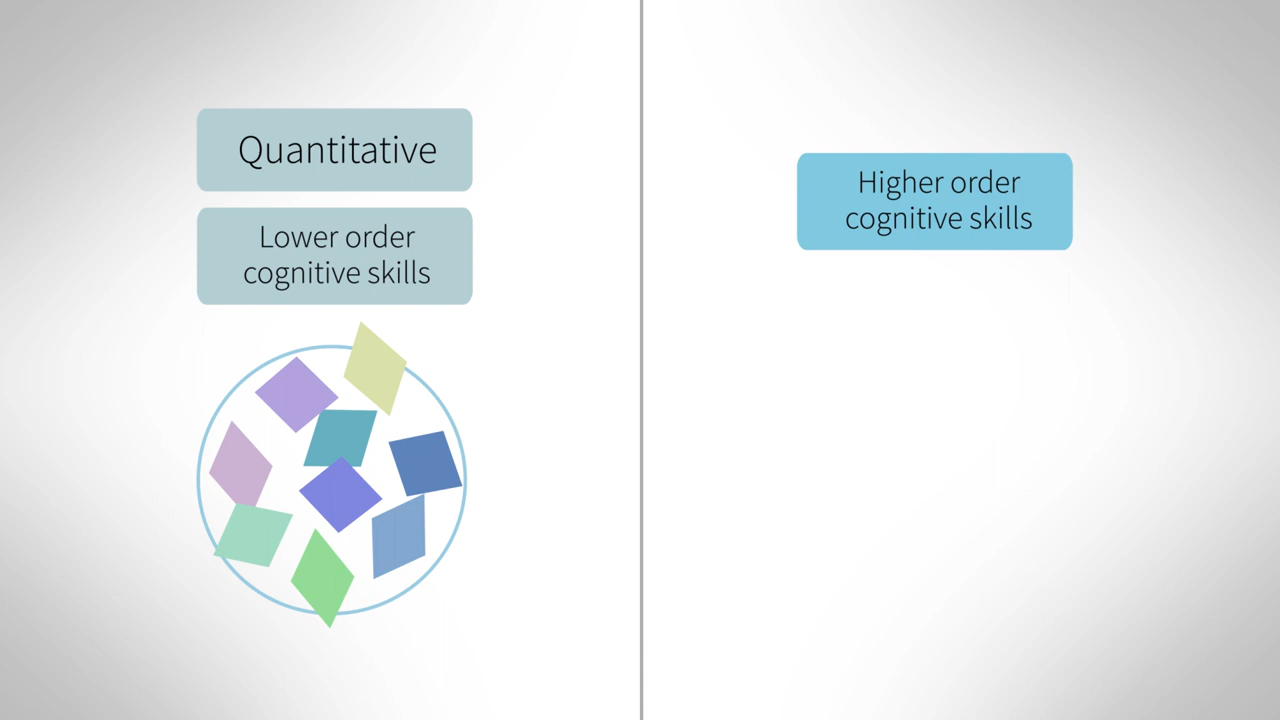 Quantitative
Lower order
cognitive skills
Higher order
cognitive skills